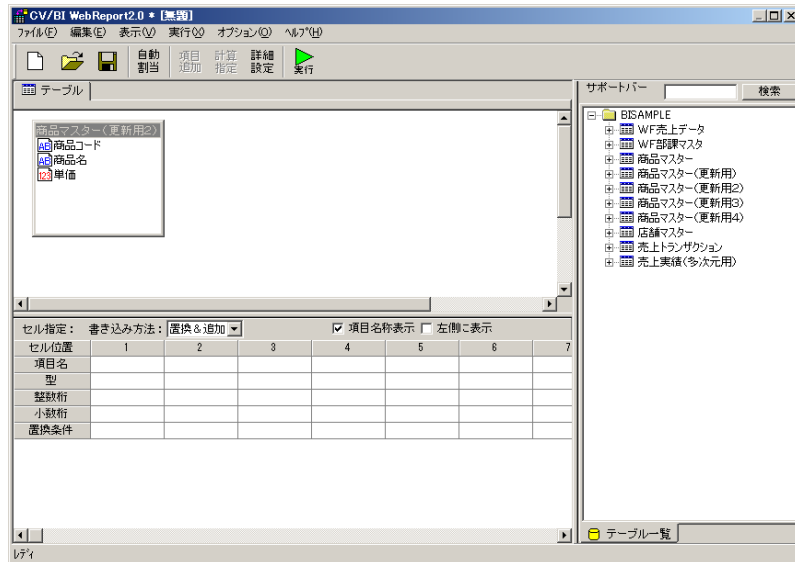 CV/BI WebReport2.0 * [無題]
ﾌｧｲﾙ(F) 編集(E) 表示(V) 実行(X) オプション(O) ﾍﾙﾌﾟ(H)
自動割当 項目追加 計算指定 詳細設定 実行
テーブル
商品マスター(更新用2)
AB 商品コード
AB 商品名
123 単価
セル指定： 書き込み方法： 置換＆追加 項目名称表示 左側に表示
セル位置 1 2 3 4 5 6 7
項目名
型
整数桁
小数桁
置換条件
サポートバー 検索
BISAMPLE
WF売上データ
WF部課マスタ
商品マスター
商品マスター(更新用)
商品マスター(更新用2)
商品マスター(更新用3)
商品マスター(更新用4)
店舗マスター
売上トランザクション
売上実績(多次元用)
テーブル一覧
ﾚﾃﾞｨ